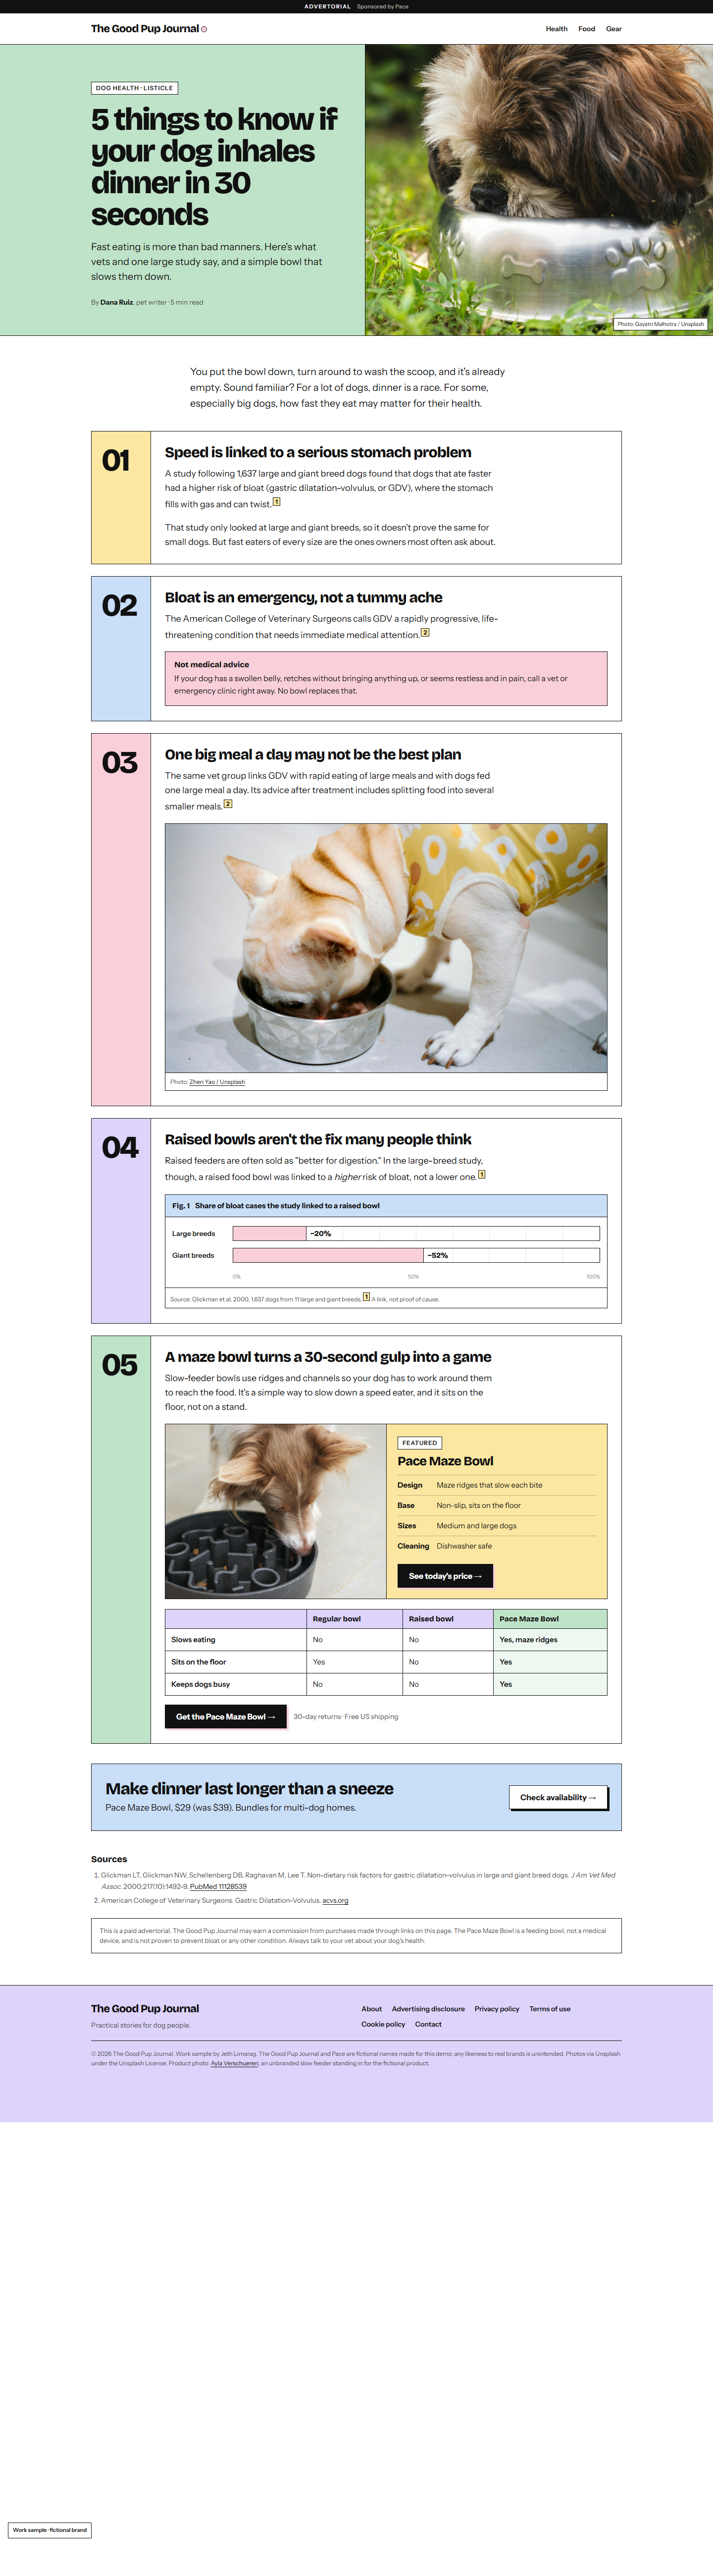 ADVERTORIAL Sponsored by Pace
The Good Pup Journal
Health Food Gear
DOG HEALTH · LISTICLE
5 things to know if
your dog inhales
dinner in 30
seconds
Fast eating is more than bad manners. Here's what
vets and one large study say, and a simple bowl that
slows them down.
By Dana Ruiz, pet writer · 5 min read
Photo: Gayatri Malhotra / Unsplash
You put the bowl down, turn around to wash the scoop, and it's already
empty. Sound familiar? For a lot of dogs, dinner is a race. For some,
especially big dogs, how fast they eat may matter for their health.
01
Speed is linked to a serious stomach problem
A study following 1,637 large and giant breed dogs found that dogs that ate faster
had a higher risk of bloat (gastric dilatation-volvulus, or GDV), where the stomach
fills with gas and can twist. 1
That study only looked at large and giant breeds, so it doesn't prove the same for
small dogs. But fast eaters of every size are the ones owners most often ask about.
02
Bloat is an emergency, not a tummy ache
The American College of Veterinary Surgeons calls GDV a rapidly progressive, life-
threatening condition that needs immediate medical attention. 2
Not medical advice
If your dog has a swollen belly, retches without bringing anything up, or seems restless and in pain, call a vet or
emergency clinic right away. No bowl replaces that.
03
One big meal a day may not be the best plan
The same vet group links GDV with rapid eating of large meals and with dogs fed
one large meal a day. Its advice after treatment includes splitting food into several
smaller meals. 2
Photo: Zhen Yao / Unsplash
04
Raised bowls aren't the fix many people think
Raised feeders are often sold as "better for digestion." In the large-breed study,
though, a raised food bowl was linked to a higher risk of bloat, not a lower one. 1
Fig. 1 Share of bloat cases the study linked to a raised bowl
Large breeds ~20%
Giant breeds ~52%
0% 50% 100%
Source: Glickman et al. 2000, 1,637 dogs from 11 large and giant breeds. 1 A link, not proof of cause.
05
A maze bowl turns a 30-second gulp into a game
Slow-feeder bowls use ridges and channels so your dog has to work around them
to reach the food. It's a simple way to slow down a speed eater, and it sits on the
floor, not on a stand.
FEATURED
Pace Maze Bowl
Design Maze ridges that slow each bite
Base Non-slip, sits on the floor
Sizes Medium and large dogs
Cleaning Dishwasher safe
See today's price →
Regular bowl Raised bowl Pace Maze Bowl
Slows eating No No Yes, maze ridges
Sits on the floor Yes No Yes
Keeps dogs busy No No Yes
Get the Pace Maze Bowl → 30-day returns · Free US shipping
Make dinner last longer than a sneeze
Pace Maze Bowl, $29 (was $39). Bundles for multi-dog homes.
Check availability →
Sources
1. Glickman LT, Glickman NW, Schellenberg DB, Raghavan M, Lee T. Non-dietary risk factors for gastric dilatation-volvulus in large and giant breed dogs. J Am Vet Med
Assoc. 2000;217(10):1492-9. PubMed 11128539
2. American College of Veterinary Surgeons. Gastric Dilatation-Volvulus. acvs.org
This is a paid advertorial. The Good Pup Journal may earn a commission from purchases made through links on this page. The Pace Maze Bowl is a feeding bowl, not a medical
device, and is not proven to prevent bloat or any other condition. Always talk to your vet about your dog's health.
The Good Pup Journal
Practical stories for dog people.
About Advertising disclosure Privacy policy Terms of use
Cookie policy Contact
© 2026 The Good Pup Journal. Work sample by Jeth Limarag. The Good Pup Journal and Pace are fictional names made for this demo; any likeness to real brands is unintended. Photos via Unsplash
under the Unsplash License. Product photo: Ayla Verschueren, an unbranded slow feeder standing in for the fictional product.
Work sample · fictional brand